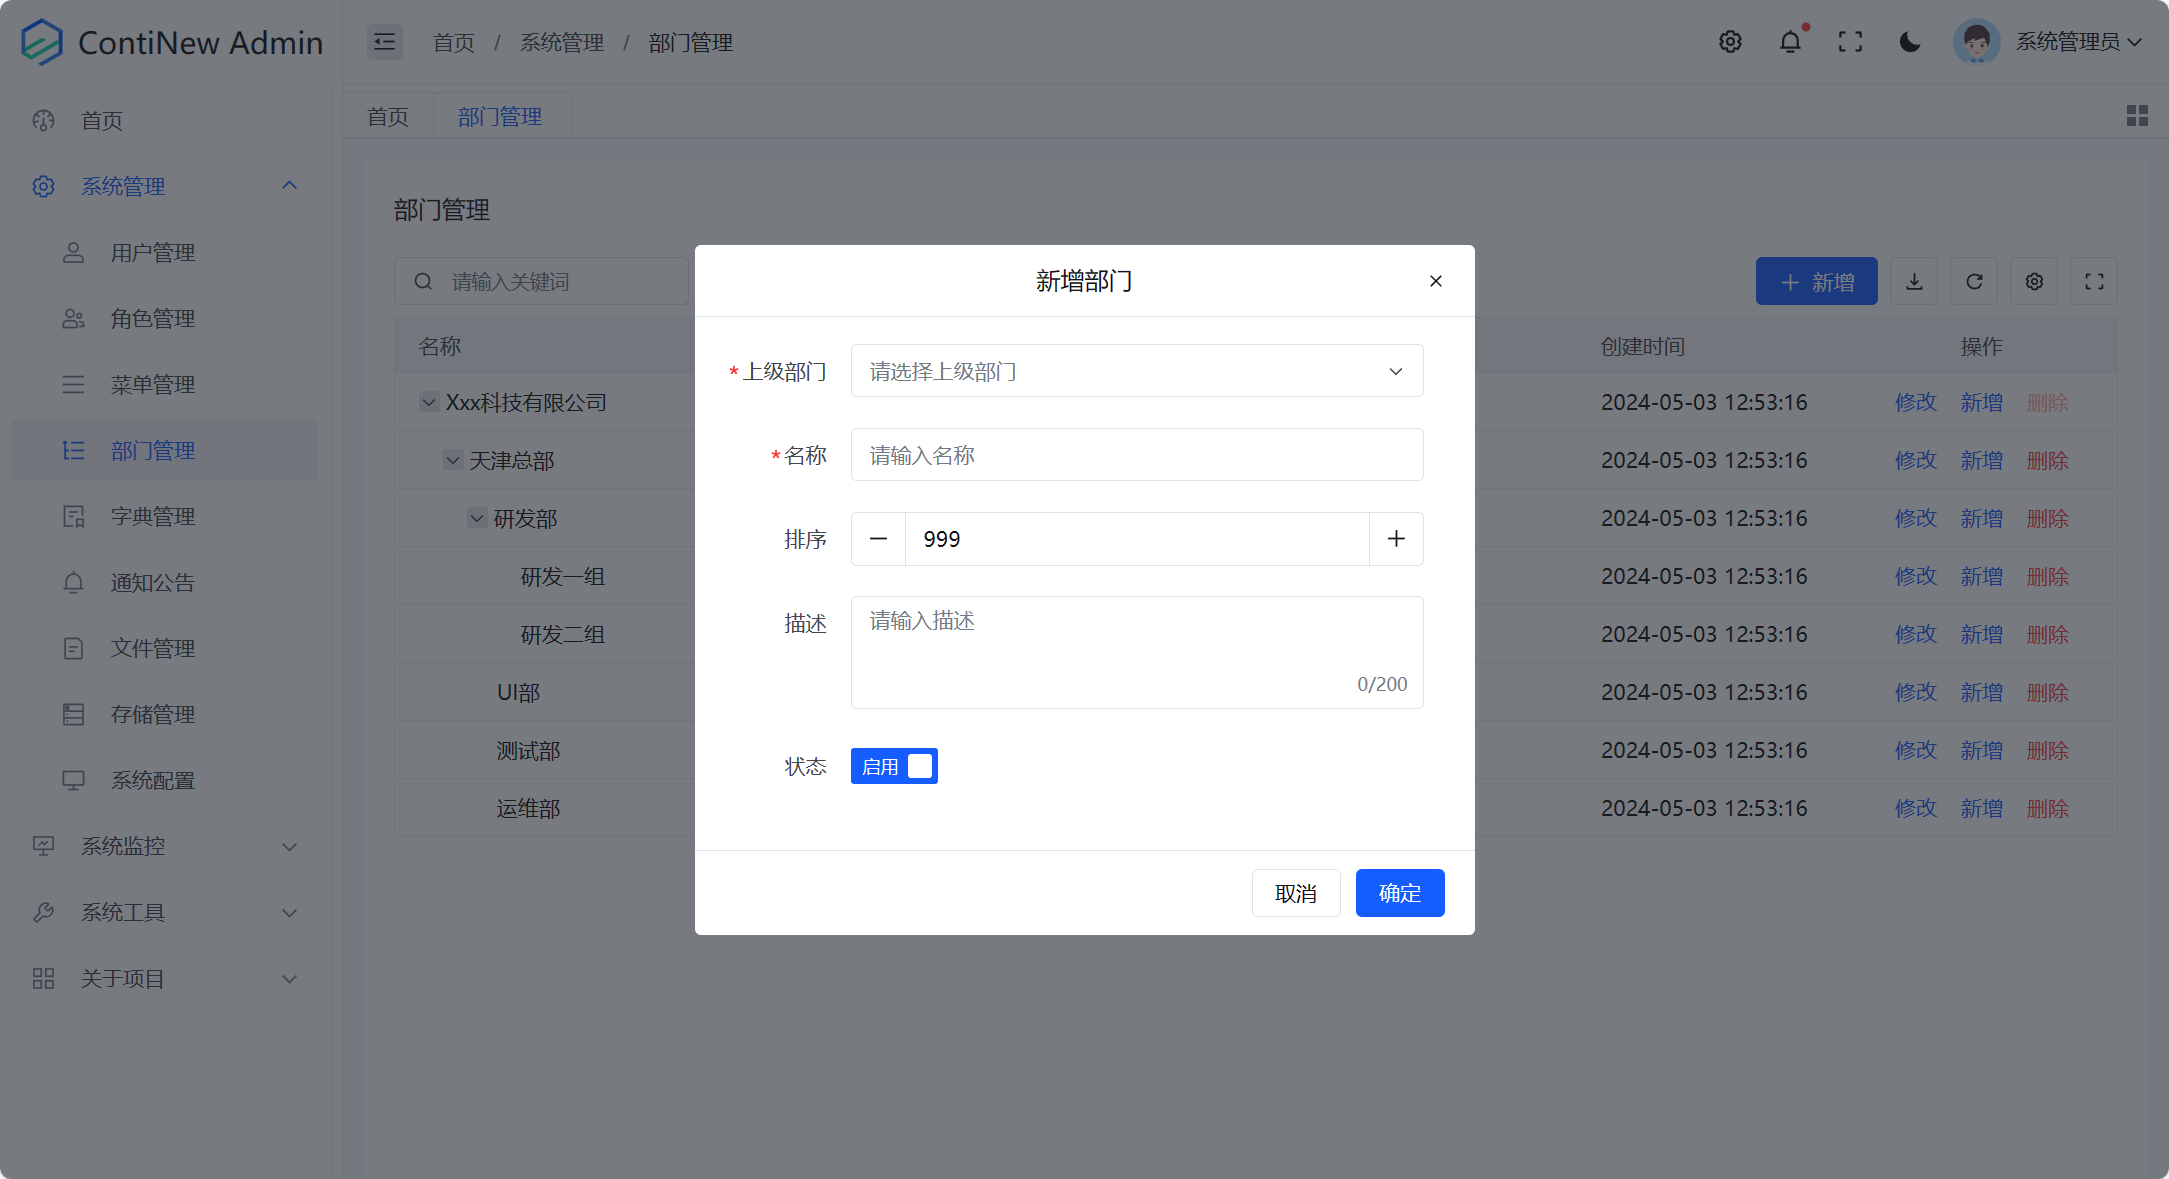 ContiNew Admin
首页 / 系统管理 / 部门管理
系统管理员
首页
系统管理
用户管理
角色管理
菜单管理
部门管理
字典管理
通知公告
文件管理
存储管理
系统配置
系统监控
系统工具
关于项目
首页
部门管理
部门管理
请输入关键词
新增
名称
创建时间
操作
Xxx科技有限公司
2024-05-03 12:53:16
修改 新增 删除
天津总部
2024-05-03 12:53:16
修改 新增 删除
研发部
2024-05-03 12:53:16
修改 新增 删除
研发一组
2024-05-03 12:53:16
修改 新增 删除
研发二组
2024-05-03 12:53:16
修改 新增 删除
UI部
2024-05-03 12:53:16
修改 新增 删除
测试部
2024-05-03 12:53:16
修改 新增 删除
运维部
2024-05-03 12:53:16
修改 新增 删除
新增部门
*上级部门
请选择上级部门
*名称
请输入名称
排序
999
描述
请输入描述
0/200
状态
启用
取消
确定